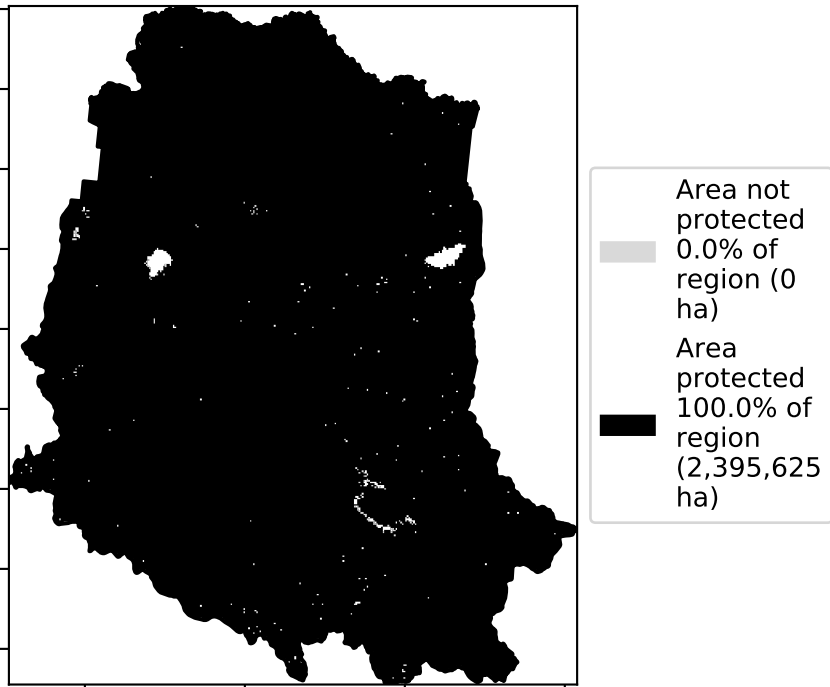 Area not
protected
0.0% of
region (0
ha)
Area
protected
100.0% of
region
(2,395,625
ha)